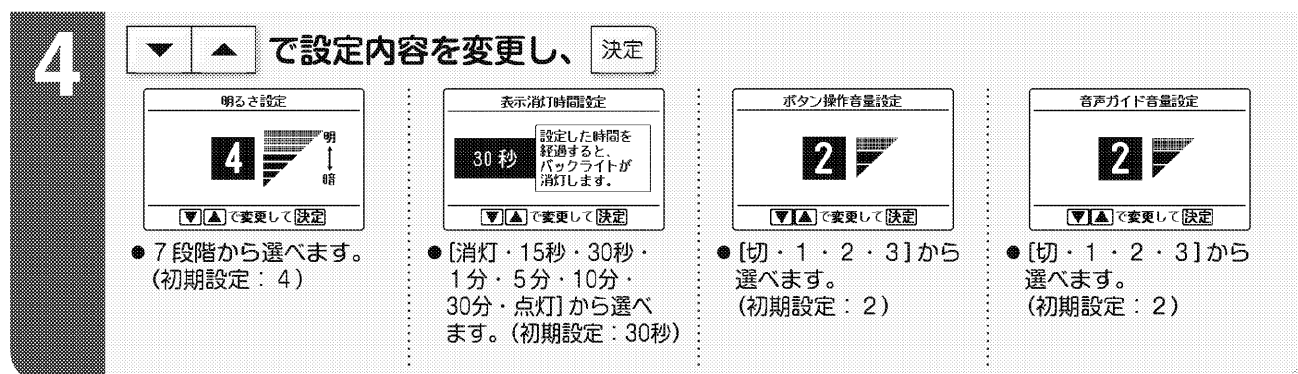 4
▼ ▲ で設定内容を変更し、 決定
明るさ設定
4
明
暗
▼▲で変更して決定
● 7段階から選べます。
(初期設定：4)
表示消灯時間設定
30 秒
設定した時間を
経過すると、
バックライトが
消灯します。
▼▲で変更して決定
● [消灯・15秒・30秒・
1分・5分・10分・
30分・点灯] から選べ
ます。(初期設定：30秒)
ボタン操作音量設定
2
▼▲で変更して決定
● [切・1・2・3]から
選べます。
(初期設定：2)
音声ガイド音量設定
2
▼▲で変更して決定
● [切・1・2・3]から
選べます。
(初期設定：2)